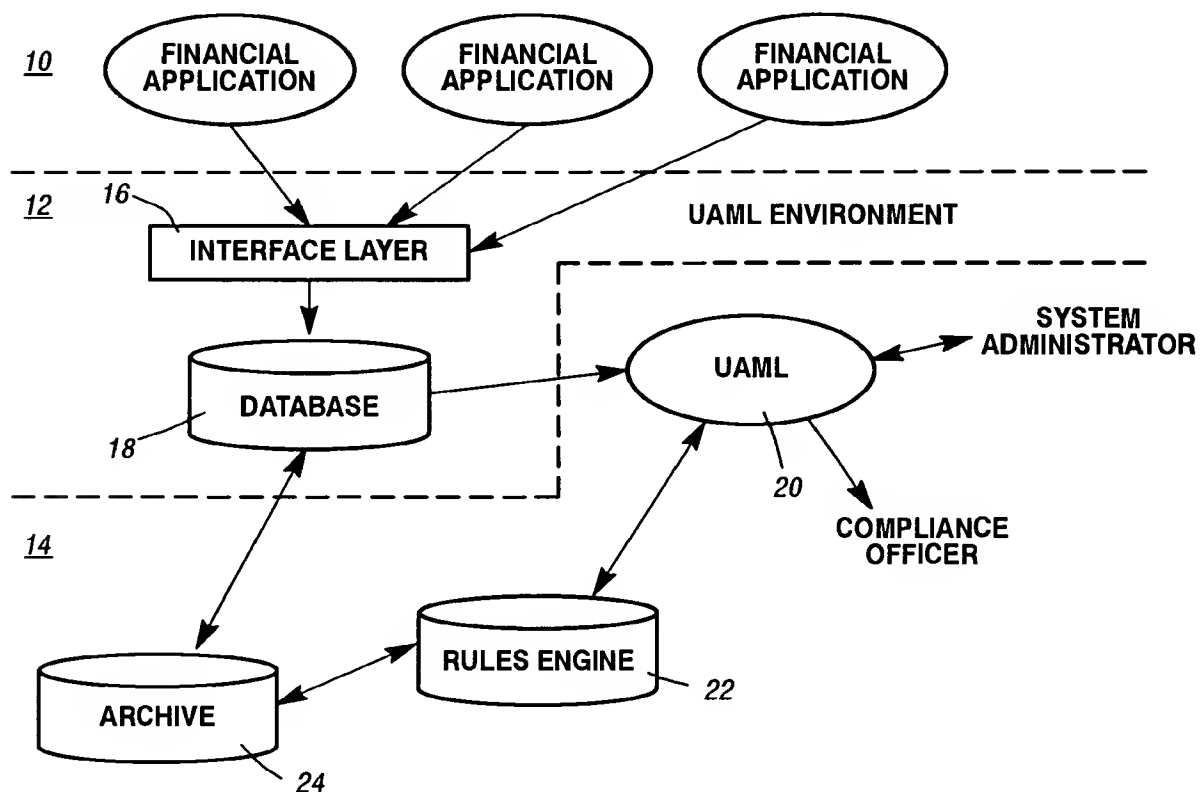 10
FINANCIAL
APPLICATION
FINANCIAL
APPLICATION
FINANCIAL
APPLICATION
12
16
UAML ENVIRONMENT
INTERFACE LAYER
SYSTEM
ADMINISTRATOR
UAML
DATABASE
18
20
COMPLIANCE
OFFICER
14
RULES ENGINE
22
ARCHIVE
24